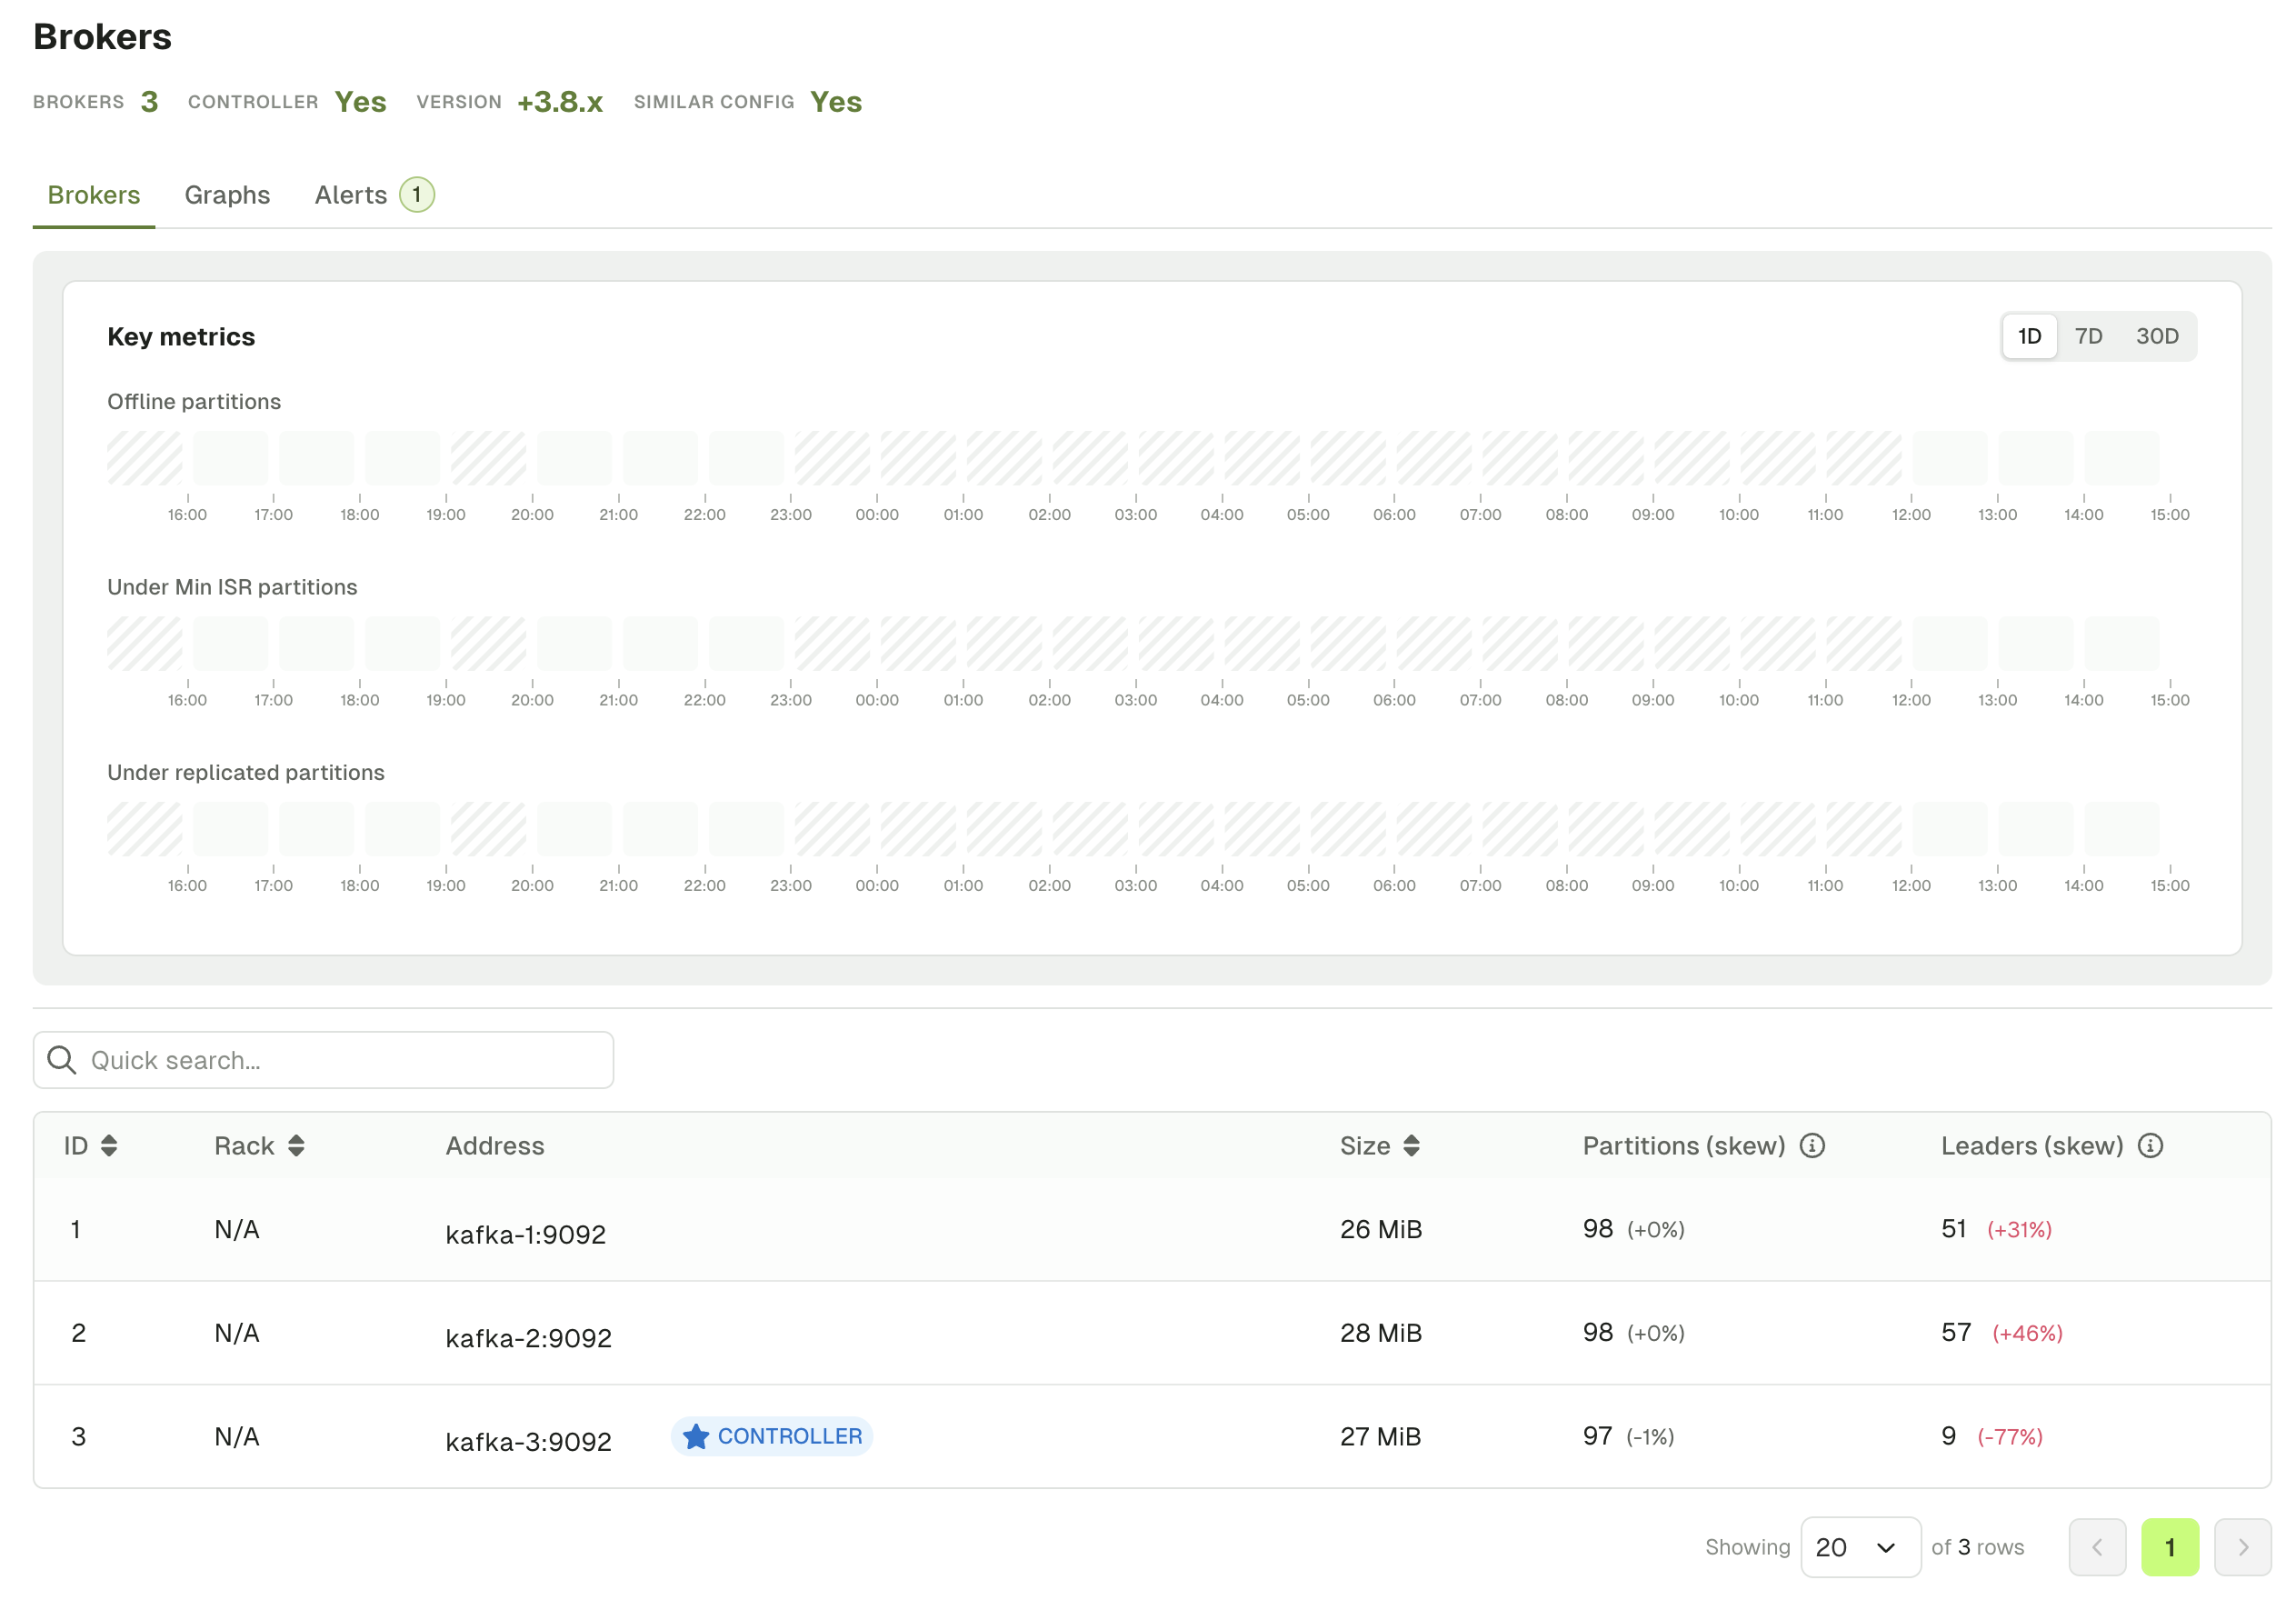 Brokers
BROKERS 3 CONTROLLER Yes VERSION +3.8.x SIMILAR CONFIG Yes
Brokers Graphs Alerts 1
Key metrics 1D 7D 30D
Offline partitions
16:00 17:00 18:00 19:00 20:00 21:00 22:00 23:00 00:00 01:00 02:00 03:00 04:00 05:00 06:00 07:00 08:00 09:00 10:00 11:00 12:00 13:00 14:00 15:00
Under Min ISR partitions
16:00 17:00 18:00 19:00 20:00 21:00 22:00 23:00 00:00 01:00 02:00 03:00 04:00 05:00 06:00 07:00 08:00 09:00 10:00 11:00 12:00 13:00 14:00 15:00
Under replicated partitions
16:00 17:00 18:00 19:00 20:00 21:00 22:00 23:00 00:00 01:00 02:00 03:00 04:00 05:00 06:00 07:00 08:00 09:00 10:00 11:00 12:00 13:00 14:00 15:00
Quick search...
ID Rack Address Size Partitions (skew) Leaders (skew)
1 N/A kafka-1:9092 26 MiB 98 (+0%) 51 (+31%)
2 N/A kafka-2:9092 28 MiB 98 (+0%) 57 (+46%)
3 N/A kafka-3:9092 CONTROLLER 27 MiB 97 (-1%) 9 (-77%)
Showing 20 of 3 rows 1